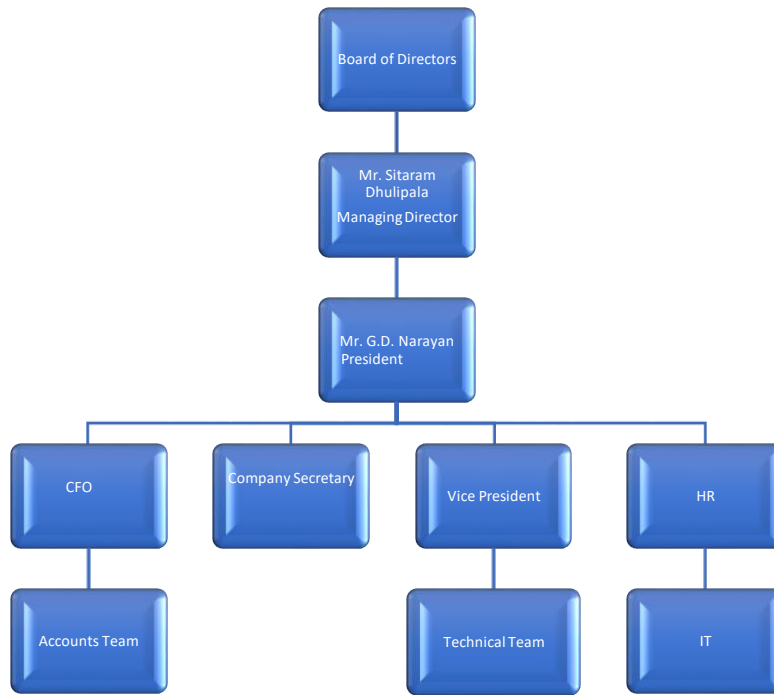 Board of Directors
Mr. Sitaram
Dhulipala
Managing Director
Mr. G.D. Narayan
President
CFO
Company Secretary
Vice President
HR
Accounts Team
Technical Team
IT